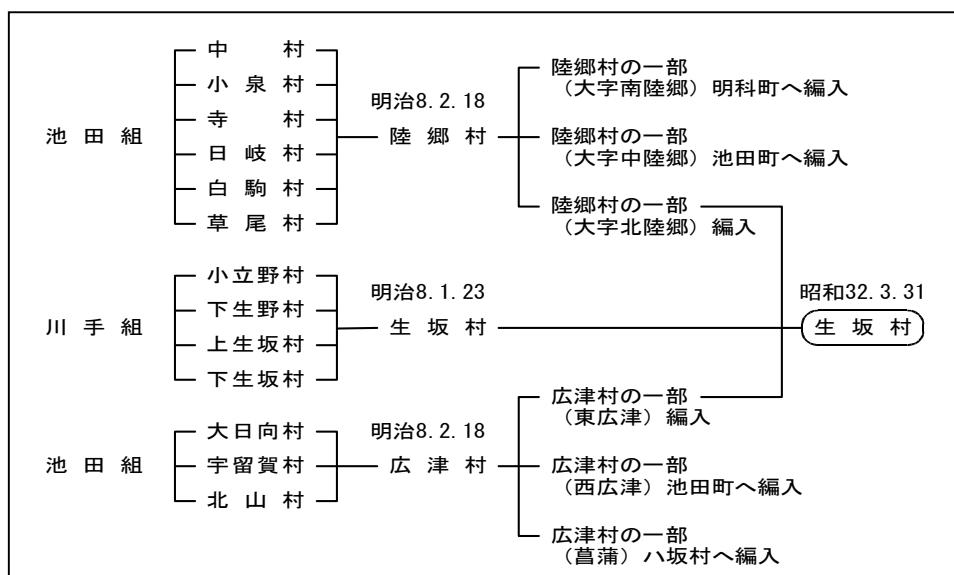 池田組
中村
小泉村
寺村
日岐村
白駒村
草尾村
明治8.2.18
陸郷村
陸郷村の一部
（大字南陸郷）明科町へ編入
陸郷村の一部
（大字中陸郷）池田町へ編入
陸郷村の一部
（大字北陸郷）編入
川手組
小立野村
下生野村
上生坂村
下生坂村
明治8.1.23
生坂村
昭和32.3.31
生坂村
池田組
大日向村
宇留賀村
北山村
明治8.2.18
広津村
広津村の一部
（東広津）編入
広津村の一部
（西広津）池田町へ編入
広津村の一部
（菖蒲）ハ坂村へ編入